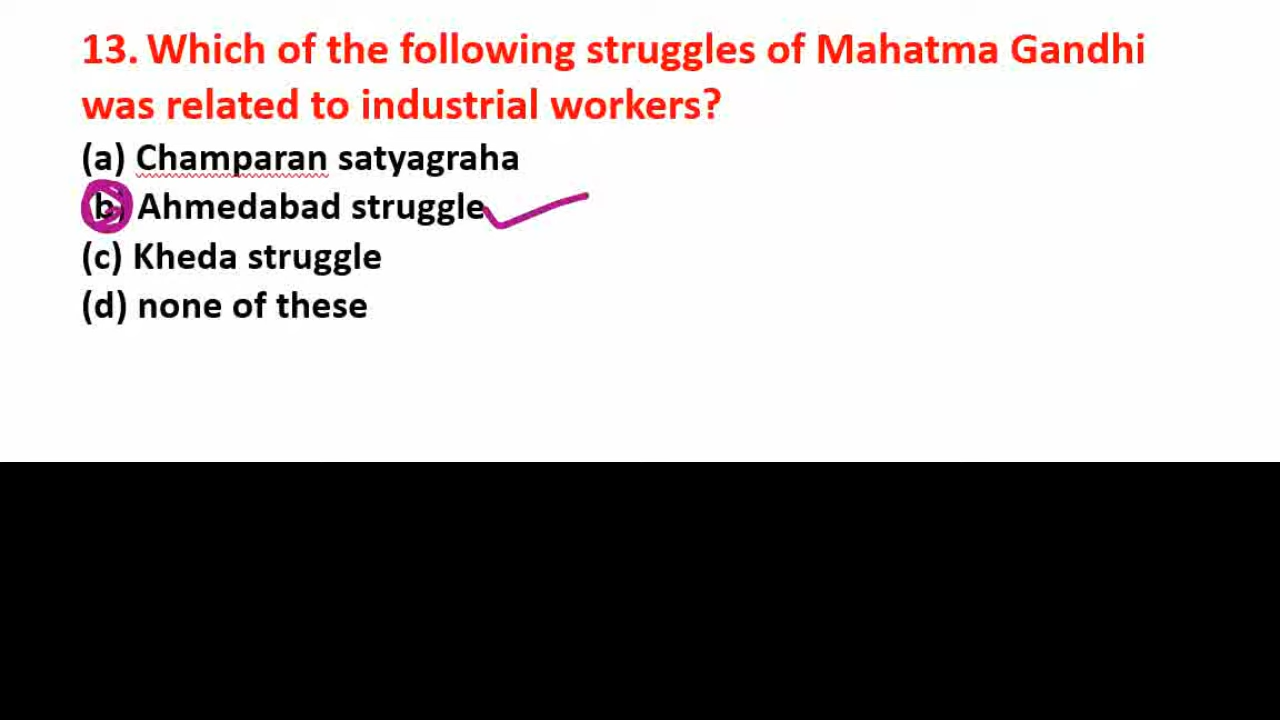 13. Which of the following struggles of Mahatma Gandhi
was related to industrial workers?
(a) Champaran satyagraha
(b) Ahmedabad struggle
(c) Kheda struggle
(d) none of these